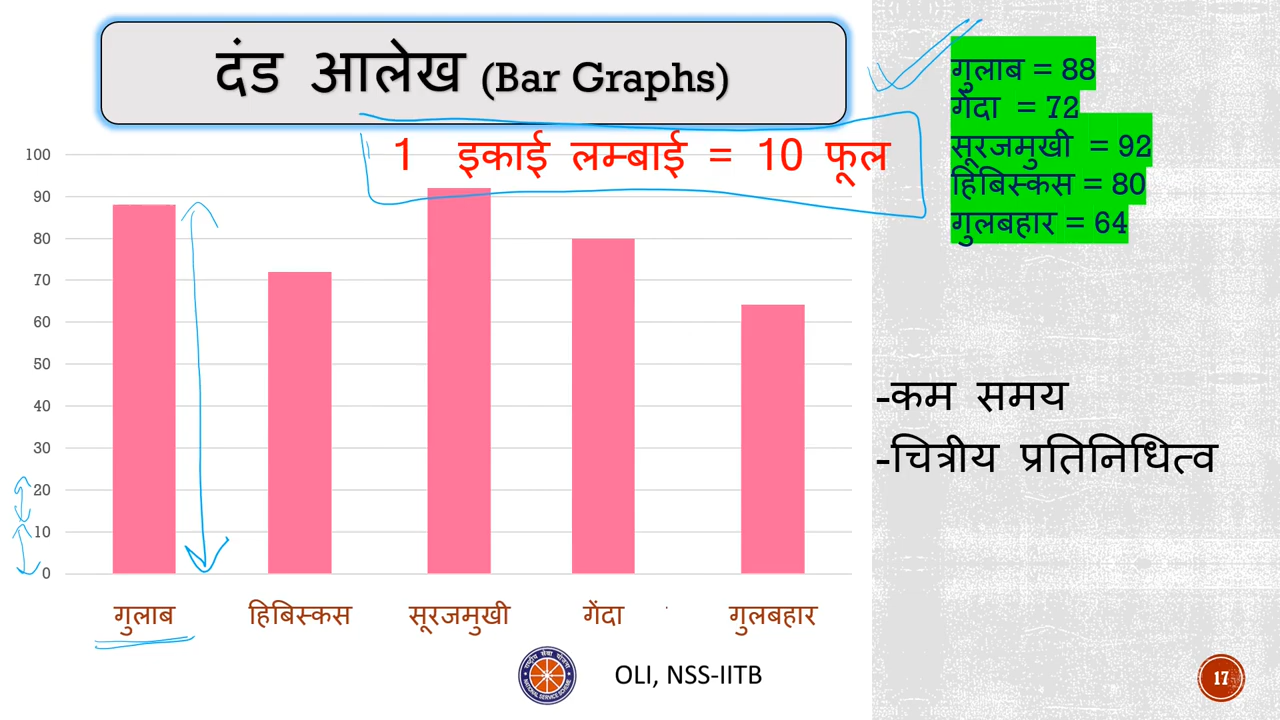 दंड आलेख (Bar Graphs)
1 इकाई लम्बाई = 10 फूल
100
90
80
70
60
50
40
30
20
10
0
गुलाब हिबिस्कस सूरजमुखी गेंदा गुलबहार
गुलाब = 88
गेंदा = 72
सूरजमुखी = 92
हिबिस्कस = 80
गुलबहार = 64
-कम समय
-चित्रीय प्रतिनिधित्व
OLI, NSS-IITB
17